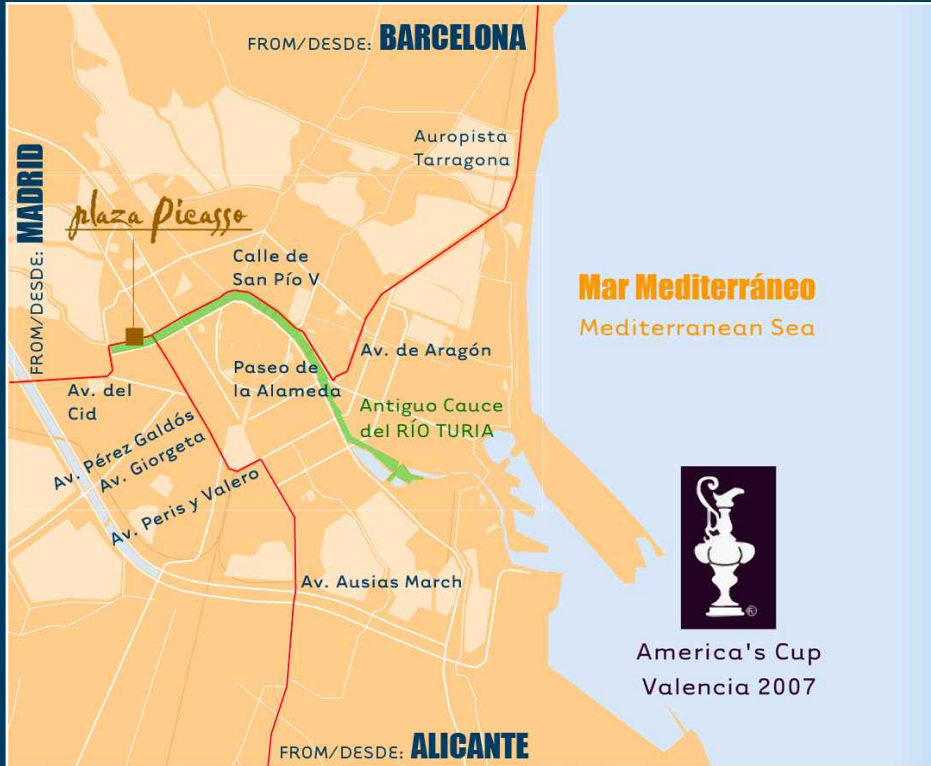 FROM/DESDE: BARCELONA
Auropista
Tarragona
FROM/DESDE: MADRID
plaza Picasso
Calle de
San Pío V
Mar Mediterráneo
Mediterranean Sea
Av. de Aragón
Paseo de
la Alameda
Av. del
Cid
Antiguo Cauce
del RÍO TURIA
Av. Pérez Galdós
Av. Giorgeta
Av. Peris y Valero
Av. Ausias March
®
America's Cup
Valencia 2007
FROM/DESDE: ALICANTE